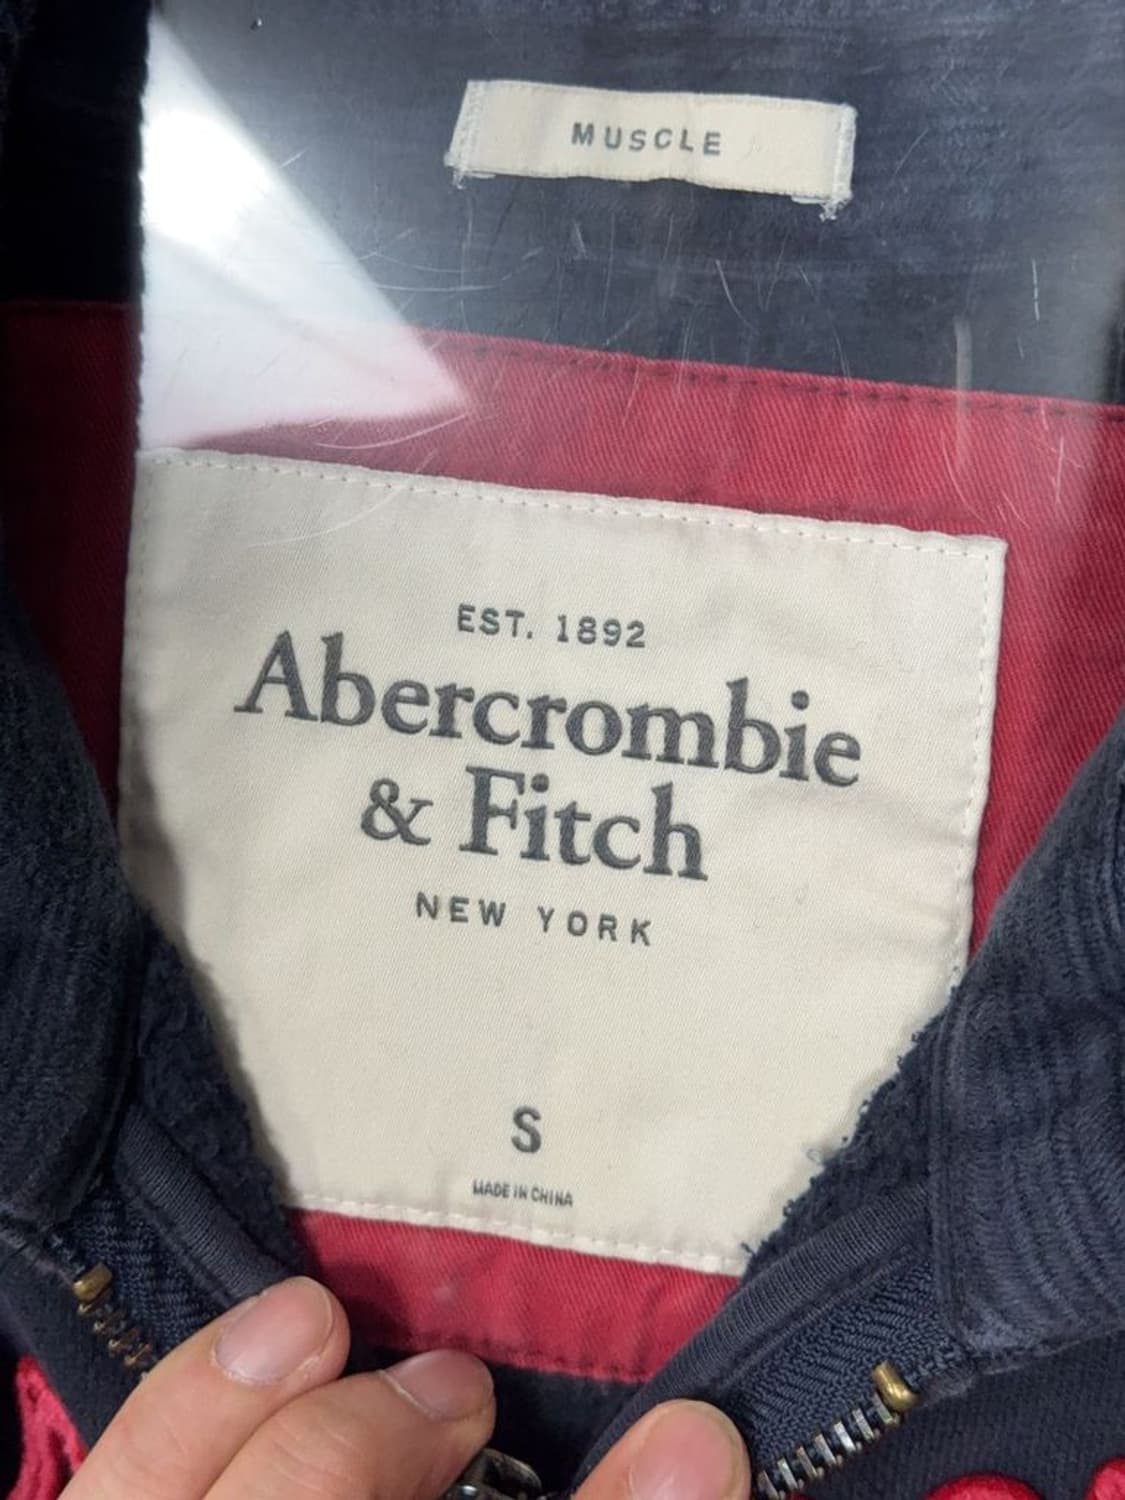 MUSCLE
EST. 1892
Abercrombie
& Fitch
NEW YORK
S
MADE IN CHINA